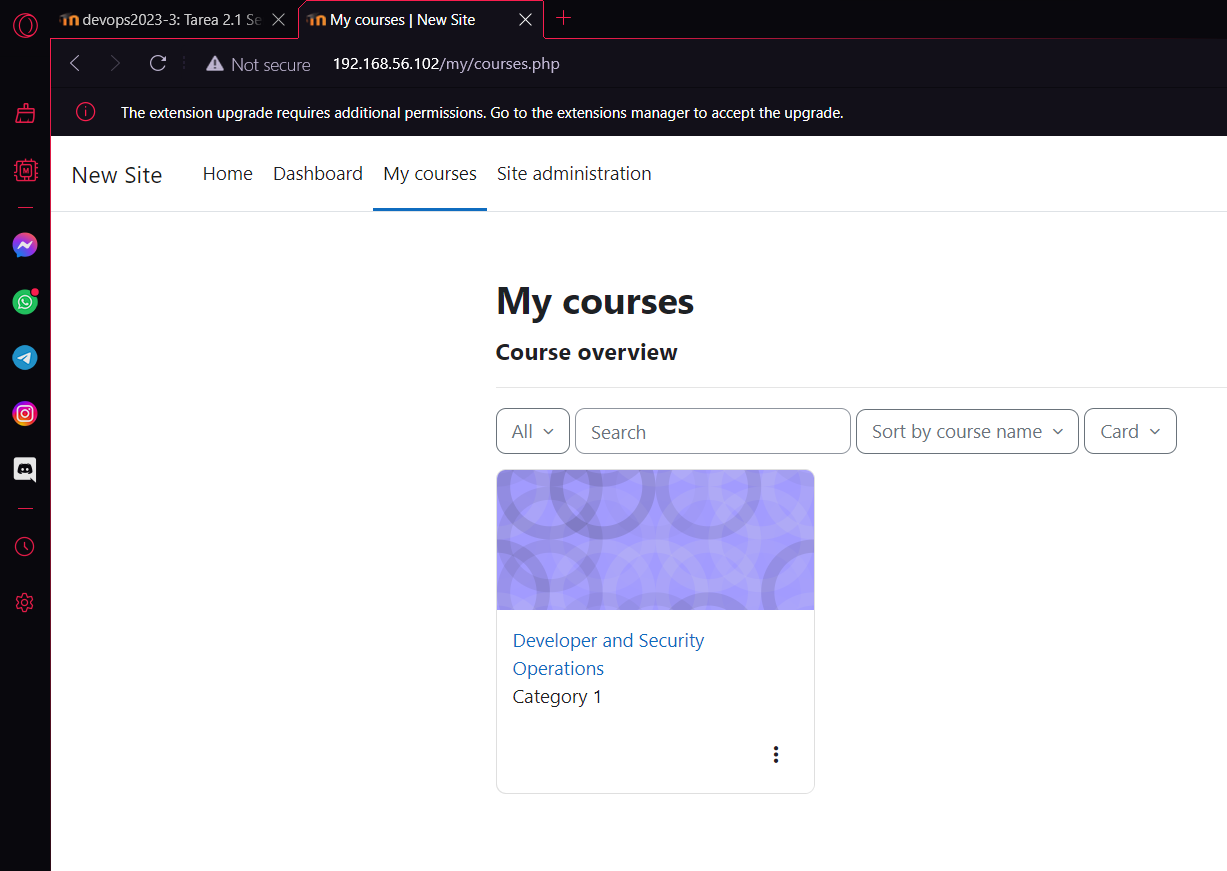 devops2023-3: Tarea 2.1 Se
My courses | New Site
Not secure 192.168.56.102/my/courses.php
The extension upgrade requires additional permissions. Go to the extensions manager to accept the upgrade.
New Site Home Dashboard My courses Site administration
My courses
Course overview
All Search Sort by course name Card
Developer and Security
Operations
Category 1